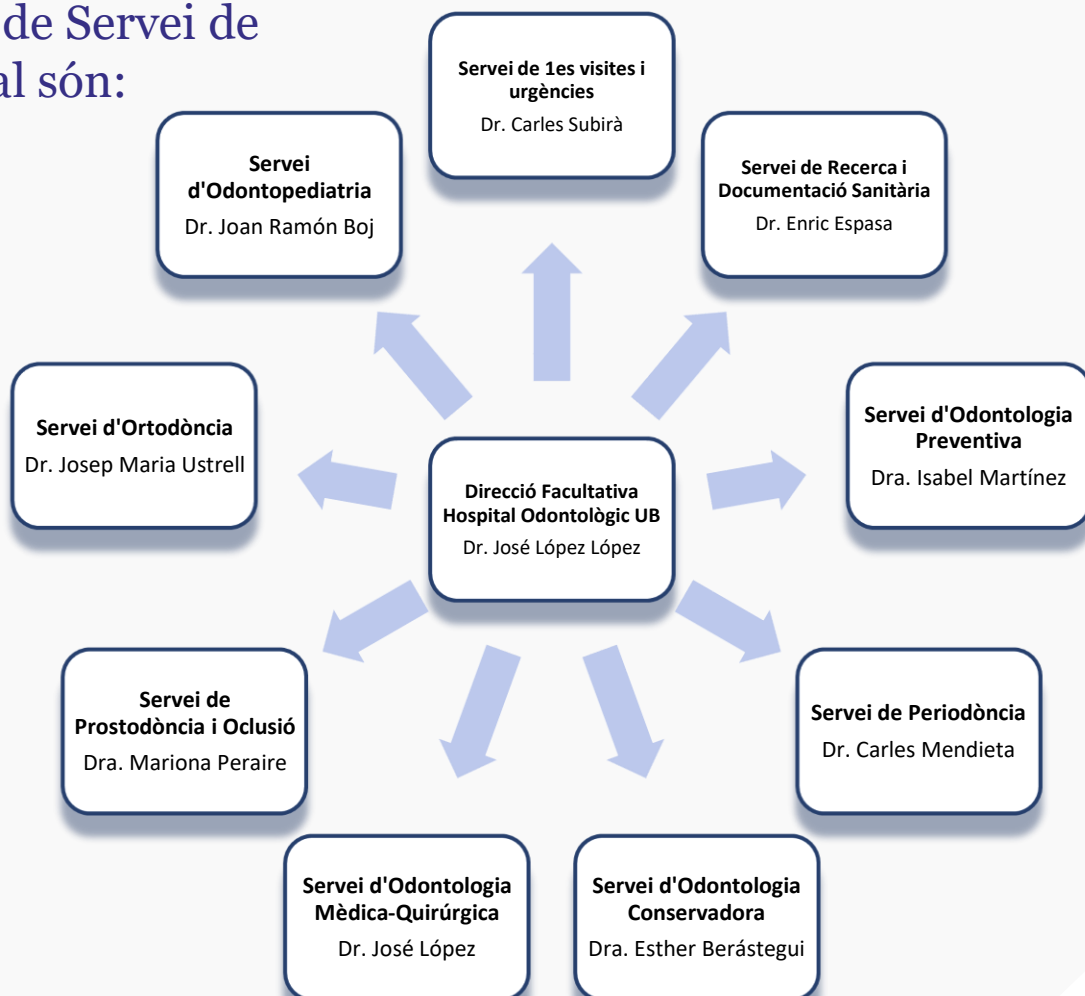 de Servei de
al són:
Servei de 1es visites i
urgències
Dr. Carles Subirà
Servei de Recerca i
Documentació Sanitària
Dr. Enric Espasa
Servei d'Odontologia
Preventiva
Dra. Isabel Martínez
Servei de Periodòncia
Dr. Carles Mendieta
Servei d'Odontologia
Conservadora
Dra. Esther Berástegui
Servei d'Odontologia
Mèdica-Quirúrgica
Dr. José López
Servei de
Prostodòncia i Oclusió
Dra. Mariona Peraire
Servei d'Ortodòncia
Dr. Josep Maria Ustrell
Servei
d'Odontopediatria
Dr. Joan Ramón Boj
Direcció Facultativa
Hospital Odontològic UB
Dr. José López López